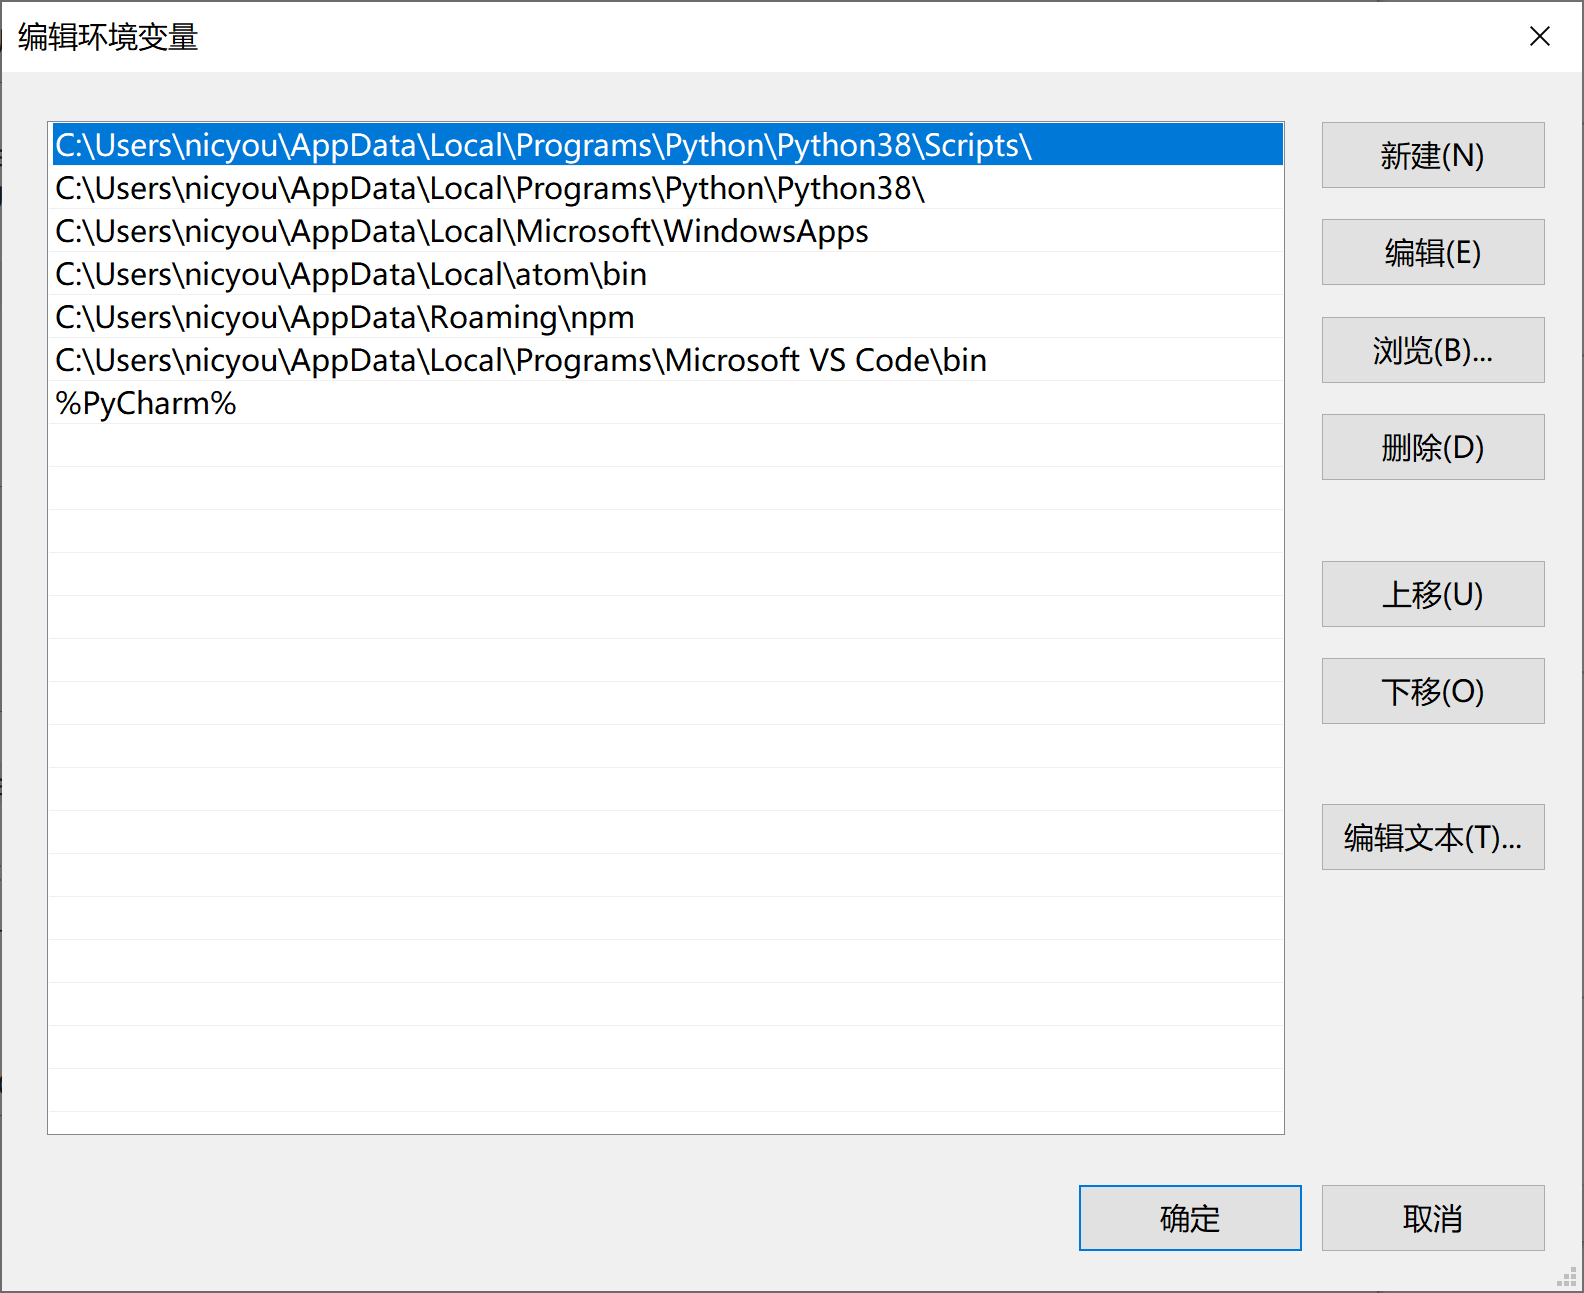 编辑环境变量
C:\Users\nicyou\AppData\Local\Programs\Python\Python38\Scripts\
C:\Users\nicyou\AppData\Local\Programs\Python\Python38\
C:\Users\nicyou\AppData\Local\Microsoft\WindowsApps
C:\Users\nicyou\AppData\Local\atom\bin
C:\Users\nicyou\AppData\Roaming\npm
C:\Users\nicyou\AppData\Local\Programs\Microsoft VS Code\bin
%PyCharm%
新建(N)
编辑(E)
浏览(B)...
删除(D)
上移(U)
下移(O)
编辑文本(T)...
确定
取消